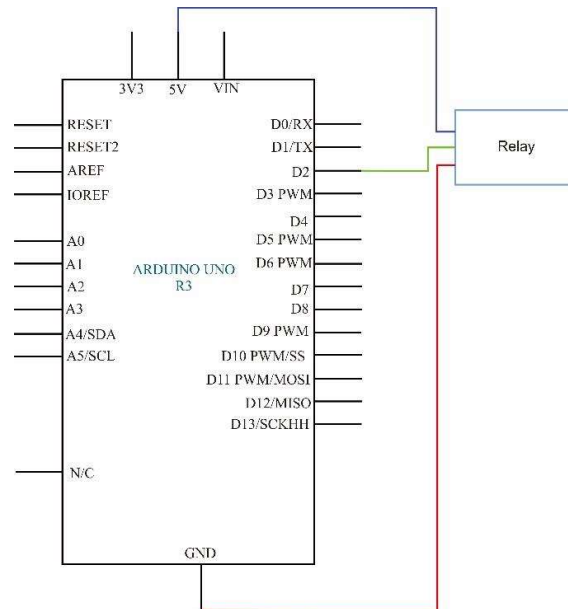 3V3 5V VIN
RESET
RESET2
AREF
IOREF
A0
A1
A2
A3
A4/SDA
A5/SCL
N/C
ARDUINO UNO
R3
D0/RX
D1/TX
D2
D3 PWM
D4
D5 PWM
D6 PWM
D7
D8
D9 PWM
D10 PWM/SS
D11 PWM/MOSI
D12/MISO
D13/SCKHH
GND
Relay